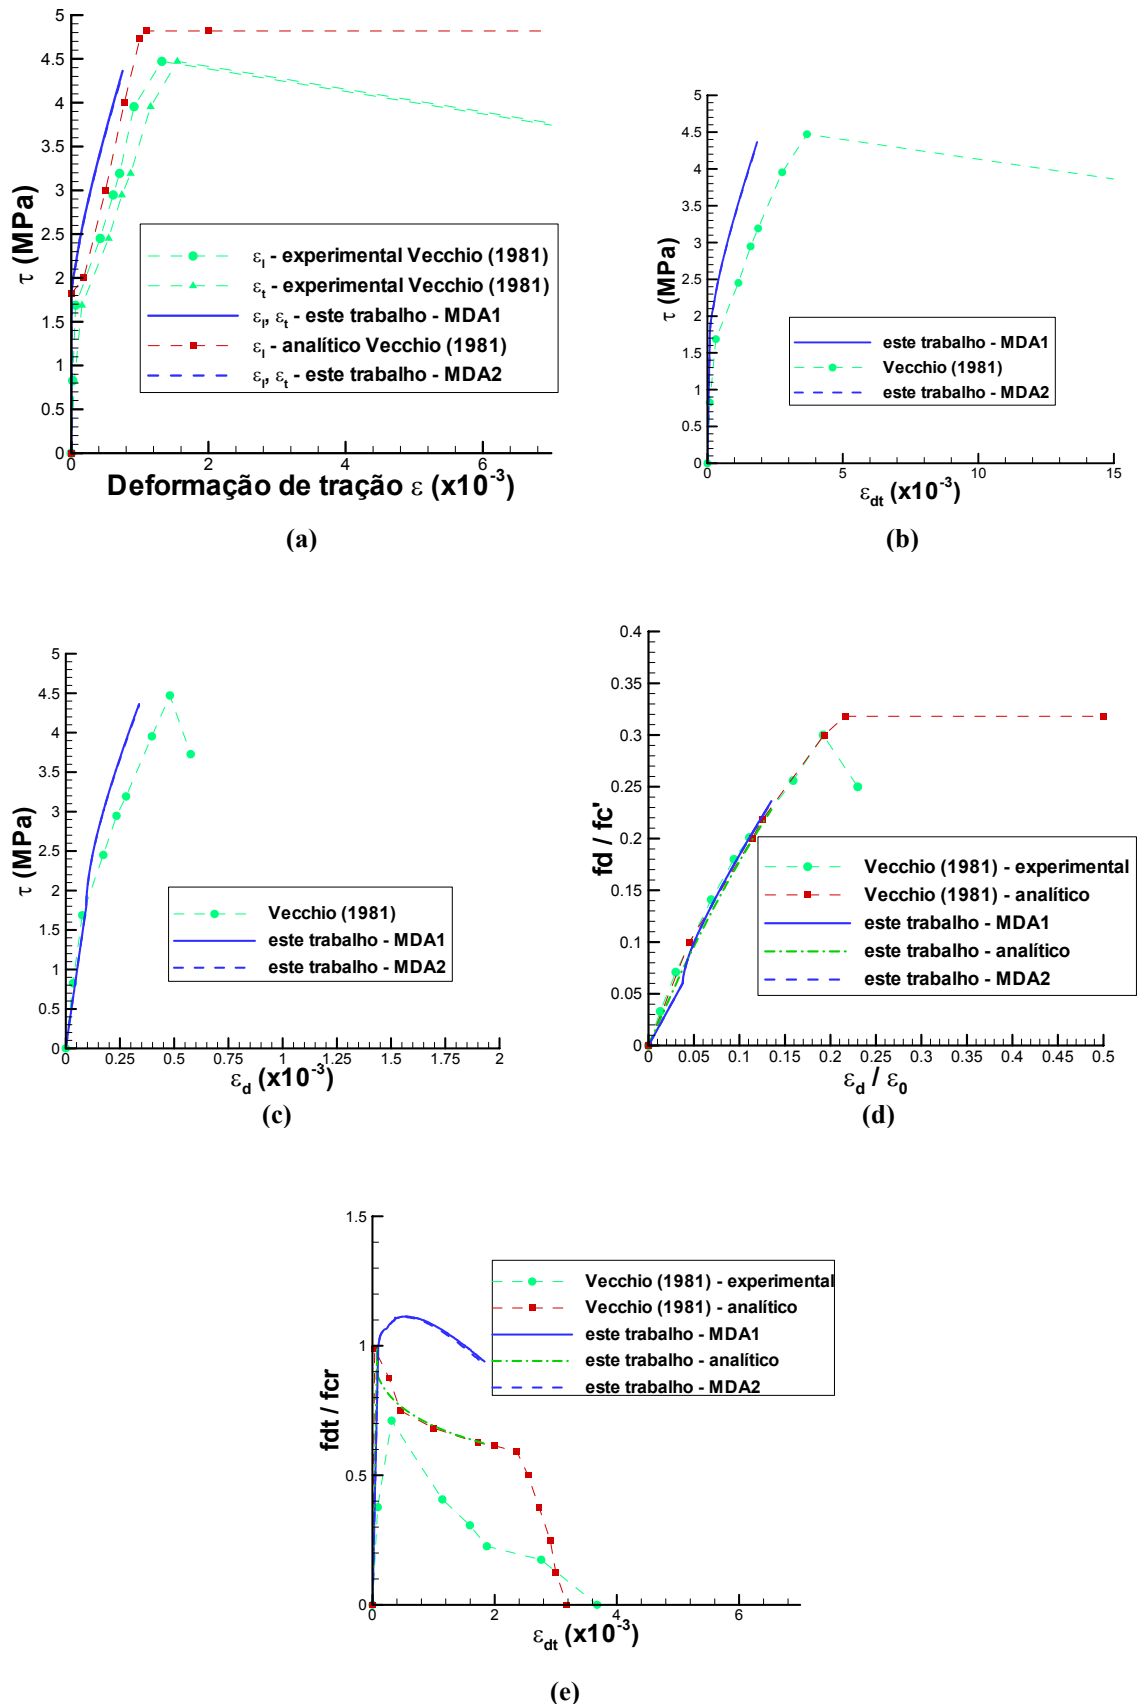 5
4.5
4
3.5
3
2.5
2
1.5
1
0.5
0
τ (MPa)
εl - experimental Vecchio (1981)
εt - experimental Vecchio (1981)
εl, εt - este trabalho - MDA1
εl - analítico Vecchio (1981)
εl, εt - este trabalho - MDA2
0 2 4 6
Deformação de tração ε (x10-3)
(a)
5
4.5
4
3.5
3
2.5
2
1.5
1
0.5
0
τ (MPa)
este trabalho - MDA1
Vecchio (1981)
este trabalho - MDA2
0 5 10 15
εdt (x10-3)
(b)
5
4.5
4
3.5
3
2.5
2
1.5
1
0.5
0
τ (MPa)
Vecchio (1981)
este trabalho - MDA1
este trabalho - MDA2
0 0.25 0.5 0.75 1 1.25 1.5 1.75 2
εd (x10-3)
(c)
0.4
0.35
0.3
0.25
0.2
0.15
0.1
0.05
0
fd / fc'
Vecchio (1981) - experimental
Vecchio (1981) - analítico
este trabalho - MDA1
este trabalho - analítico
este trabalho - MDA2
0 0.05 0.1 0.15 0.2 0.25 0.3 0.35 0.4 0.45 0.5
εd / ε0
(d)
1.5
1
0.5
0
fdt / fcr
Vecchio (1981) - experimental
Vecchio (1981) - analítico
este trabalho - MDA1
este trabalho - analítico
este trabalho - MDA2
0 2 4 6
εdt (x10-3)
(e)